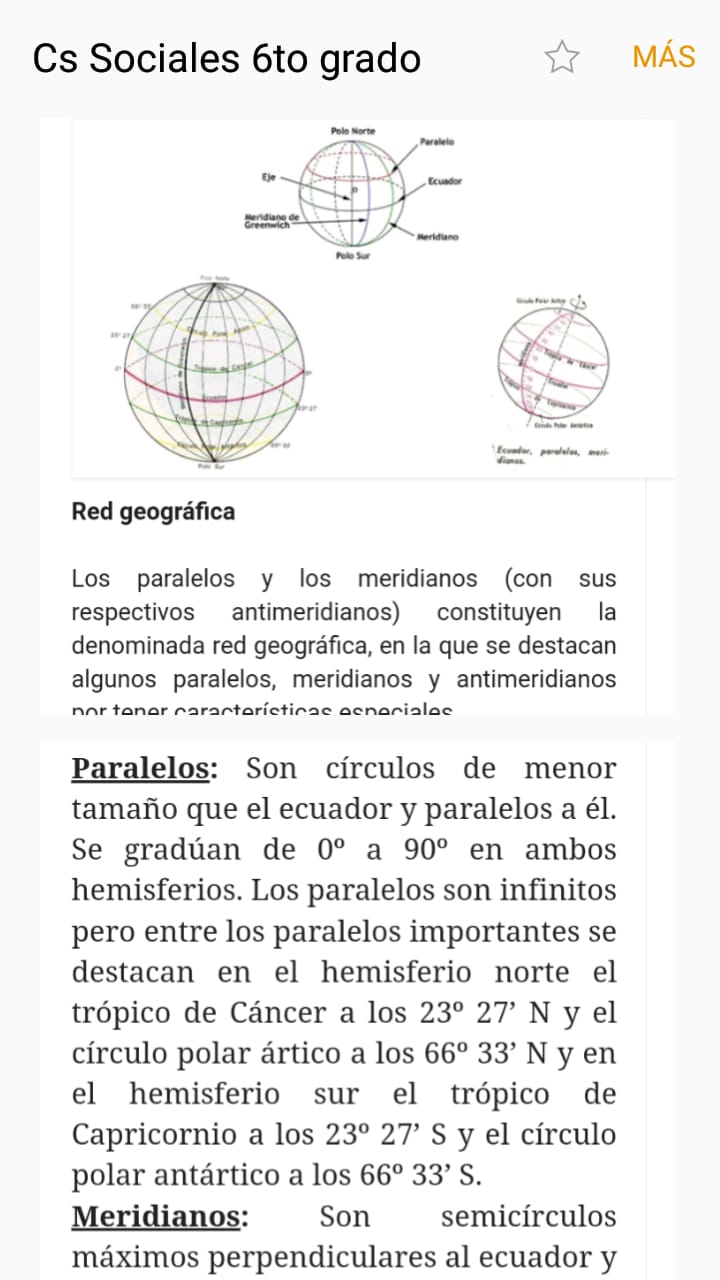 Cs Sociales 6to grado
MÁS
Polo Norte
Paralelo
Eje
Ecuador
Meridiano de
Greenwich
Meridiano
Polo Sur
Polo Norte
66° 33'
Círculo Polar Ártico
23° 27'
Trópico de Cáncer
0°
0°
Ecuador
23° 27'
Trópico de Capricornio
66° 33'
Polo Sur
Círculo Polar Ártico
Trópico de Cáncer
Ecuador
Capricornio
Círculo Polar Antártico
Ecuador, paralelos, meri-
dianos.
Red geográfica
Los paralelos y los meridianos (con sus
respectivos antimeridianos) constituyen la
denominada red geográfica, en la que se destacan
algunos paralelos, meridianos y antimeridianos
por tener características especiales
Paralelos: Son círculos de menor
tamaño que el ecuador y paralelos a él.
Se gradúan de 0º a 90º en ambos
hemisferios. Los paralelos son infinitos
pero entre los paralelos importantes se
destacan en el hemisferio norte el
trópico de Cáncer a los 23º 27’ N y el
círculo polar ártico a los 66º 33’ N y en
el hemisferio sur el trópico de
Capricornio a los 23º 27’ S y el círculo
polar antártico a los 66º 33’ S.
Meridianos: Son semicírculos
máximos perpendiculares al ecuador y